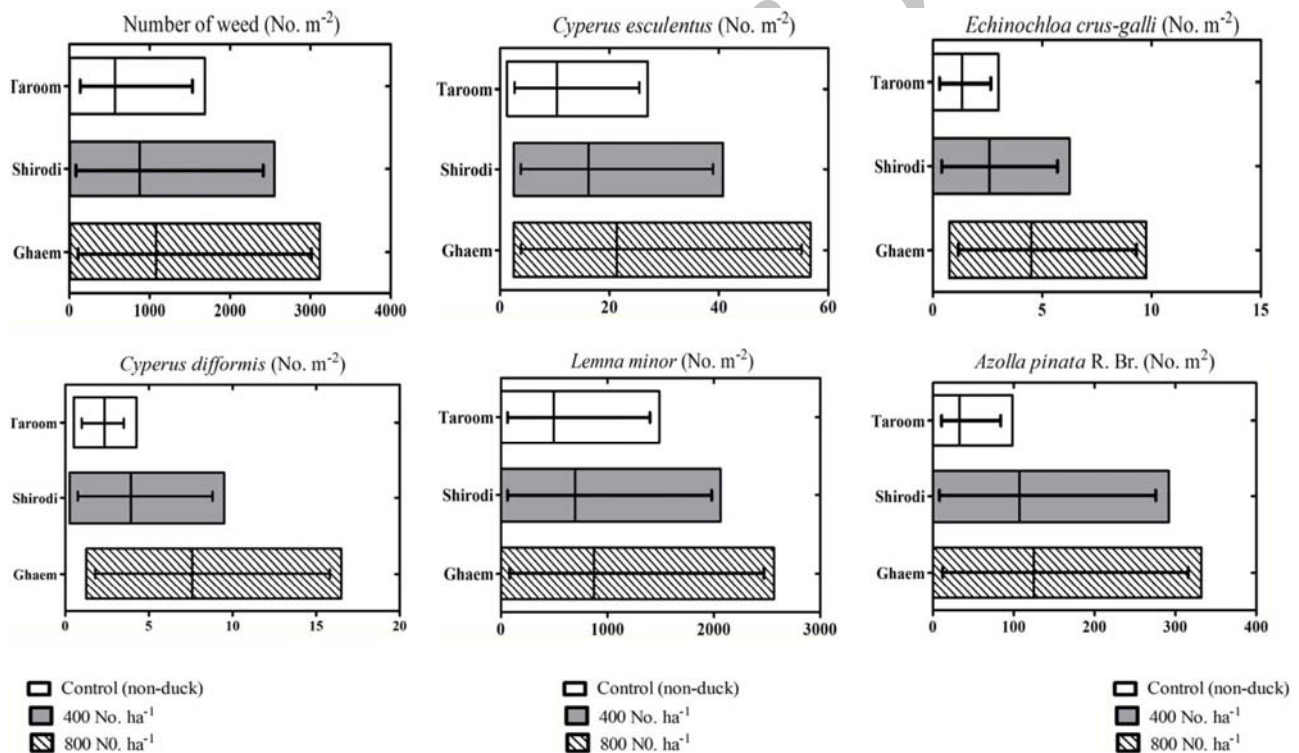 Number of weed (No. m-2)
0 1000 2000 3000 4000
Taroom
Shirodi
Ghaem
0 1000 2000 3000 4000
Cyperus esculentus (No. m-2)
Taroom
Shirodi
Ghaem
0 20 40 60
Echinochloa crus-galli (No. m-2)
Taroom
Shirodi
Ghaem
0 5 10 15
Cyperus difformis (No. m-2)
Taroom
Shirodi
Ghaem
0 5 10 15 20
Lemna minor (No. m-2)
Taroom
Shirodi
Ghaem
0 1000 2000 3000
Azolla pinata R. Br. (No. m2)
Taroom
Shirodi
Ghaem
0 100 200 300 400
Control (non-duck)
400 No. ha-1
800 N0. ha-1
Control (non-duck)
400 No. ha-1
800 N0. ha-1
Control (non-duck)
400 No. ha-1
800 N0. ha-1